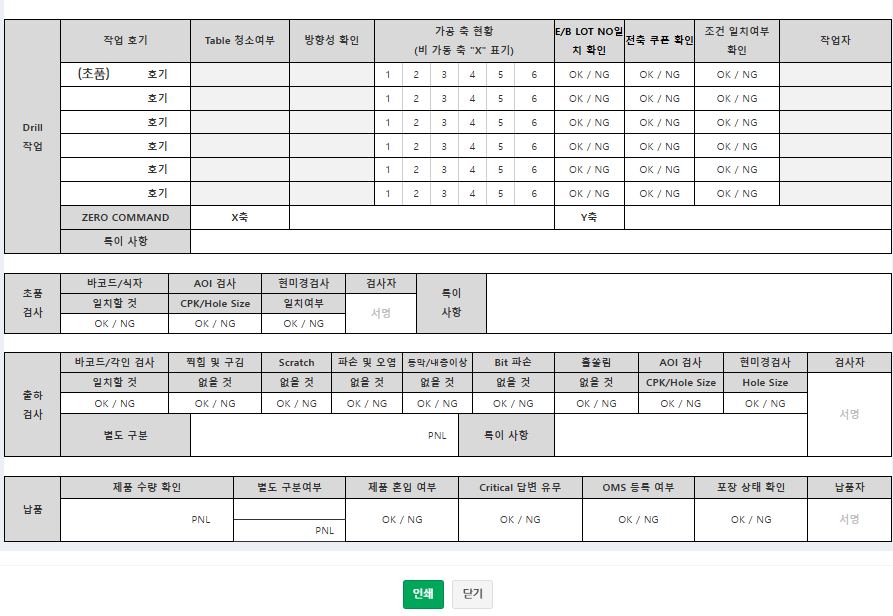 작업 호기 Table 청소여부 방향성 확인 가공 축 현황 E/B LOT NO일 전축 쿠폰 확인 조건 일치여부 작업자
(비 가동 축 "X" 표기) 치 확인 확인
Drill
작업
(초품) 호기 1 2 3 4 5 6 OK / NG OK / NG OK / NG
호기 1 2 3 4 5 6 OK / NG OK / NG OK / NG
호기 1 2 3 4 5 6 OK / NG OK / NG OK / NG
호기 1 2 3 4 5 6 OK / NG OK / NG OK / NG
호기 1 2 3 4 5 6 OK / NG OK / NG OK / NG
호기 1 2 3 4 5 6 OK / NG OK / NG OK / NG
ZERO COMMAND X축 Y축
특이 사항
초품
검사
바코드/식자 AOI 검사 현미경검사 검사자
일치할 것 CPK/Hole Size 일치여부
OK / NG OK / NG OK / NG
서명
특이
사항
출하
검사
바코드/각인 검사 찍힘 및 구김 Scratch 파손 및 오염 동막/내층이상 Bit 파손 홀쏠림 AOI 검사 현미경검사 검사자
일치할 것 없을 것 없을 것 없을 것 없을 것 없을 것 없을 것 CPK/Hole Size Hole Size
OK / NG OK / NG OK / NG OK / NG OK / NG OK / NG OK / NG OK / NG OK / NG
서명
별도 구분 PNL 특이 사항
납품
제품 수량 확인 별도 구분여부 제품 혼입 여부 Critical 답변 유무 OMS 등록 여부 포장 상태 확인 납품자
PNL OK / NG OK / NG OK / NG OK / NG 서명
PNL
인쇄 닫기